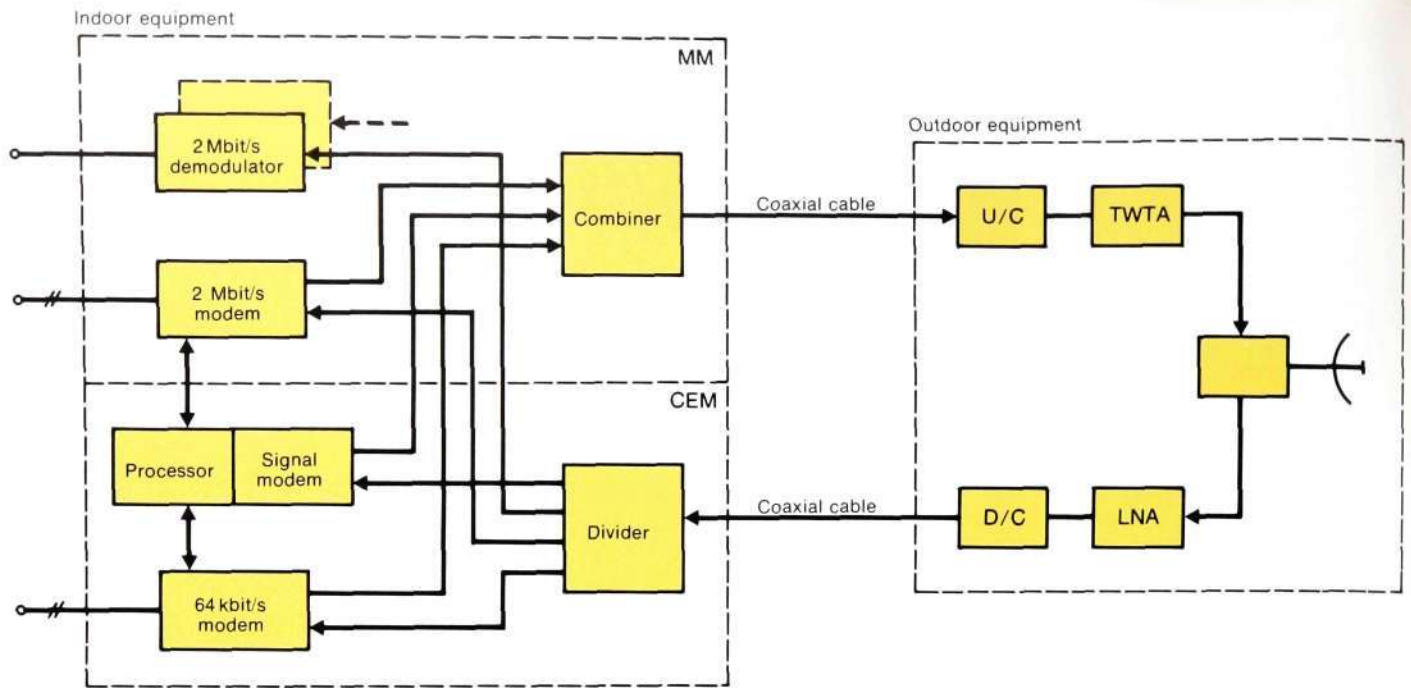 Indoor equipment
MM
2 Mbit/s
demodulator
Combiner
2 Mbit/s
modem
CEM
Processor
Signal
modem
Divider
64 kbit/s
modem
Coaxial cable
Coaxial cable
Outdoor equipment
U/C
TWTA
D/C
LNA